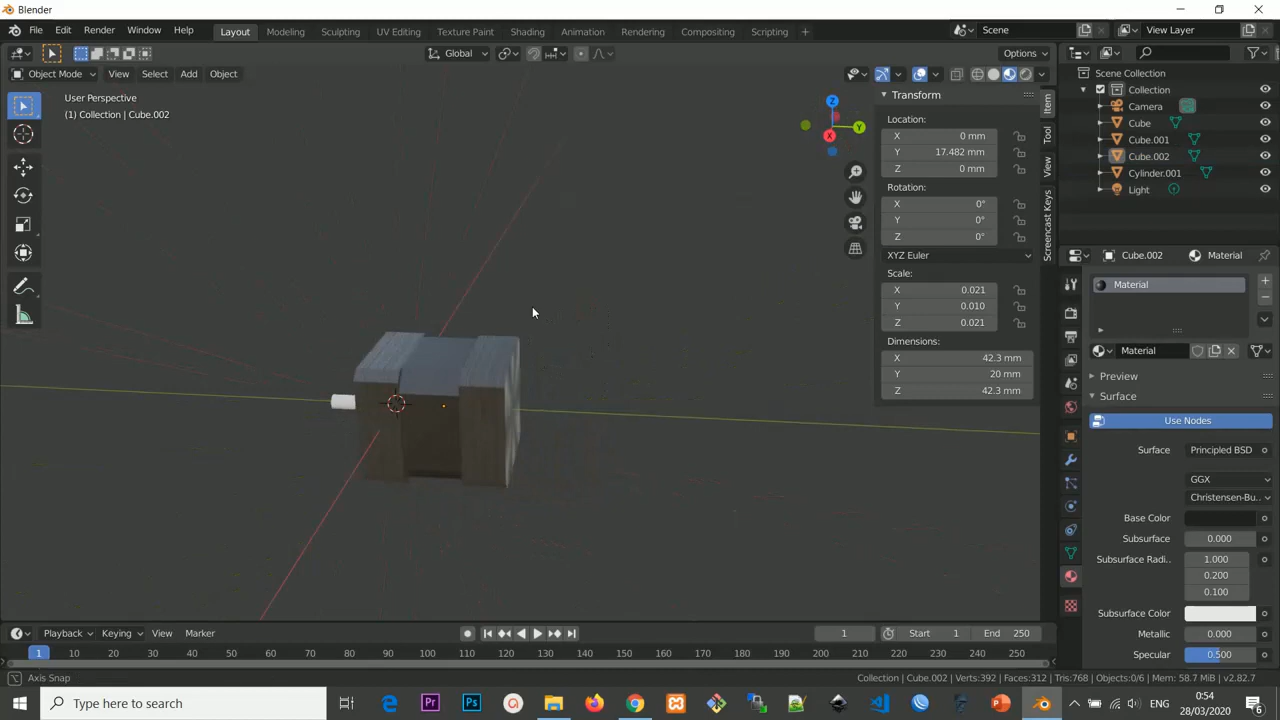 Blender
File Edit Render Window Help Layout Modeling Sculpting UV Editing Texture Paint Shading Animation Rendering Compositing Scripting + Scene View Layer
Global Options
Object Mode View Select Add Object
User Perspective
(1) Collection | Cube.002
Z
Y
X
Transform
Location:
X 0 mm
Y 17.482 mm
Z 0 mm
Rotation:
X 0°
Y 0°
Z 0°
XYZ Euler
Scale:
X 0.021
Y 0.010
Z 0.021
Dimensions:
X 42.3 mm
Y 20 mm
Z 42.3 mm
Item
Tool
View
Screencast Keys
Scene Collection
Collection
Camera
Cube
Cube.001
Cube.002
Cylinder.001
Light
Cube.002 Material
Material
Material
Preview
Surface
Use Nodes
Surface Principled BSD
GGX
Christensen-Bu..
Base Color
Subsurface 0.000
Subsurface Radi.. 1.000
0.200
0.100
Subsurface Color
Metallic 0.000
Specular 0.500
Playback Keying View Marker 1 Start 1 End 250
1 10 20 30 40 50 60 70 80 90 100 110 120 130 140 150 160 170 180 190 200 210 220 230 240 250
Axis Snap Collection | Cube.002 | Verts:392 | Faces:312 | Tris:768 | Objects:0/6 | Mem: 58.7 MiB | v2.82.7
Type here to search
ENG
0:54
28/03/2020
6